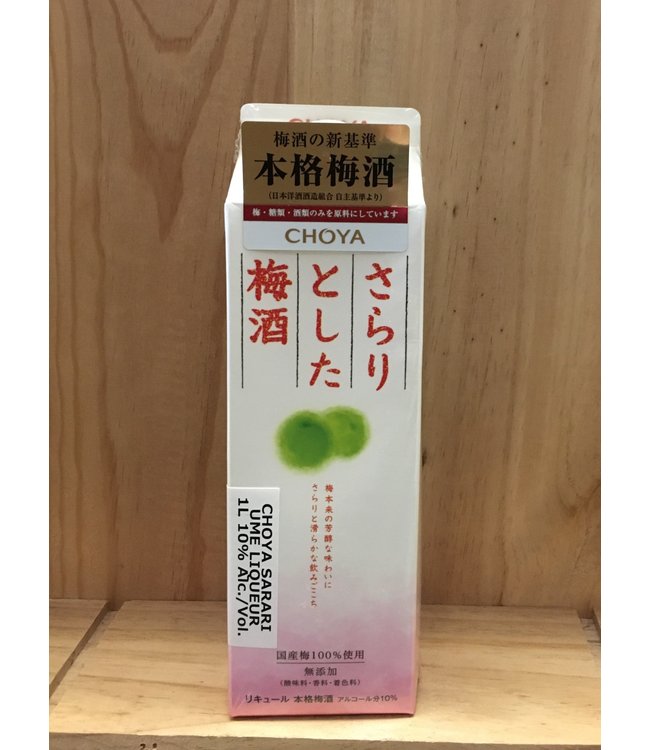 CHOYA
梅酒の新基準
本格梅酒
(日本洋酒酒造組合 自主基準より)
梅・糖類・酒類のみを原料にしています
CHOYA
さらり
とした
梅酒
梅本来の芳醇な味わいに
さらりと滑らかな飲みごこち
CHOYA SARARI
UME LIQUEUR
1L 10% Alc./Vol.
国産梅100%使用
無添加
(酸味料・香料・着色料)
リキュール 本格梅酒 アルコール分10%